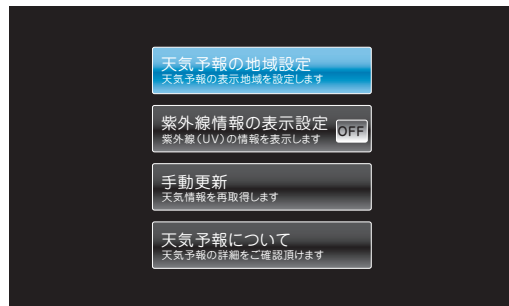 天気予報の地域設定
天気予報の表示地域を設定します
紫外線情報の表示設定
紫外線(UV)の情報を表示します
OFF
手動更新
天気情報を再取得します
天気予報について
天気予報の詳細をご確認頂けます